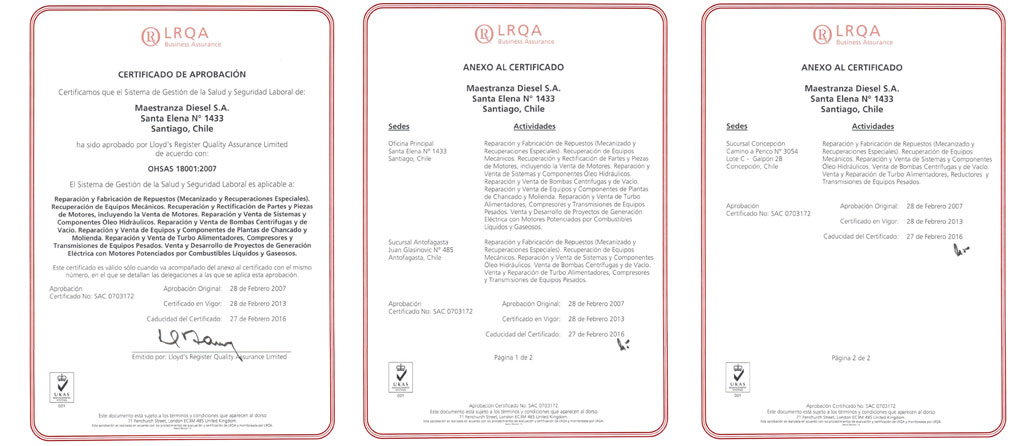 LRQA
Business Assurance
CERTIFICADO DE APROBACIÓN
Certificamos que el Sistema de Gestión de la Salud y Seguridad Laboral de:
Maestranza Diesel S.A.
Santa Elena Nº 1433
Santiago, Chile
ha sido aprobado por Lloyd's Register Quality Assurance Limited
de acuerdo con:
OHSAS 18001:2007
El Sistema de Gestión de la Salud y Seguridad Laboral es aplicable a:
Reparación y Fabricación de Repuestos (Mecanizado y Recuperaciones Especiales).
Recuperación de Equipos Mecánicos. Recuperación y Rectificación de Partes y Piezas
de Motores, incluyendo la Venta de Motores. Reparación y Venta de Sistemas y
Componentes Óleo Hidráulicos. Reparación y Venta de Bombas Centrífugas y de
Vacío. Reparación y Venta de Equipos y Componentes de Plantas de Chancado y
Molienda. Reparación y Venta de Turbo Alimentadores, Compresores y
Transmisiones de Equipos Pesados. Venta y Desarrollo de Proyectos de Generación
Eléctrica con Motores Potenciados por Combustibles Líquidos y Gaseosos.
Este certificado es válido sólo cuando va acompañado del anexo al certificado con el mismo
número, en el que se detallan las delegaciones a las que se aplica esta aprobación.
Aprobación
Certificado No: SAC 0703172
Aprobación Original: 28 de Febrero 2007
Certificado en Vigor: 28 de Febrero 2013
Caducidad del Certificado: 27 de Febrero 2016
Emitido por: Lloyd's Register Quality Assurance Limited
UKAS
001
Este documento está sujeto a los términos y condiciones que aparecen al dorso
71 Fenchurch Street, London EC3M 4BS United Kingdom
LRQA
Business Assurance
ANEXO AL CERTIFICADO
Maestranza Diesel S.A.
Santa Elena Nº 1433
Santiago, Chile
Sedes
Actividades
Oficina Principal
Santa Elena Nº 1433
Santiago, Chile
Reparación y Fabricación de Repuestos (Mecanizado y
Recuperaciones Especiales). Recuperación de Equipos
Mecánicos. Recuperación y Rectificación de Partes y Piezas
de Motores, incluyendo la Venta de Motores. Reparación y
Venta de Sistemas y Componentes Óleo Hidráulicos.
Reparación y Venta de Bombas Centrífugas y de Vacío.
Reparación y Venta de Equipos y Componentes de Plantas
de Chancado y Molienda. Reparación y Venta de Turbo
Alimentadores, Compresores y Transmisiones de Equipos
Pesados. Venta y Desarrollo de Proyectos de Generación
Eléctrica con Motores Potenciados por Combustibles
Líquidos y Gaseosos.
Sucursal Antofagasta
Juan Glasinovic Nº 485
Antofagasta, Chile
Reparación y Fabricación de Repuestos (Mecanizado y
Recuperaciones Especiales). Recuperación de Equipos
Mecánicos. Reparación y Venta de Sistemas y Componentes
Óleo Hidráulicos. Venta de Bombas Centrífugas y de Vacío.
Venta y Reparación de Turbo Alimentadores, Compresores
y Transmisiones de Equipos Pesados.
Aprobación
Certificado No: SAC 0703172
Aprobación Original: 28 de Febrero 2007
Certificado en Vigor: 28 de Febrero 2013
Caducidad del Certificado: 27 de Febrero 2016
Página 1 de 2
UKAS
001
Aprobación Certificado No: SAC 0703172
Este documento está sujeto a los términos y condiciones que aparecen al dorso
71 Fenchurch Street, London EC3M 4BS United Kingdom
LRQA
Business Assurance
ANEXO AL CERTIFICADO
Maestranza Diesel S.A.
Santa Elena Nº 1433
Santiago, Chile
Sedes
Actividades
Sucursal Concepción
Camino a Penco Nº 3054
Lote C - Galpón 28
Concepción, Chile
Reparación y Fabricación de Repuestos (Mecanizado y
Recuperaciones Especiales). Recuperación de Equipos
Mecánicos. Reparación y Venta de Sistemas y Componentes
Óleo Hidráulicos. Venta de Bombas Centrífugas y de Vacío.
Venta y Reparación de Turbo Alimentadores, Reductores y
Transmisiones de Equipos Pesados.
Aprobación
Certificado No: SAC 0703172
Aprobación Original: 28 de Febrero 2007
Certificado en Vigor: 28 de Febrero 2013
Caducidad del Certificado: 27 de Febrero 2016
Página 2 de 2
UKAS
001
Aprobación Certificado No: SAC 0703172
Este documento está sujeto a los términos y condiciones que aparecen al dorso
71 Fenchurch Street, London EC3M 4BS United Kingdom